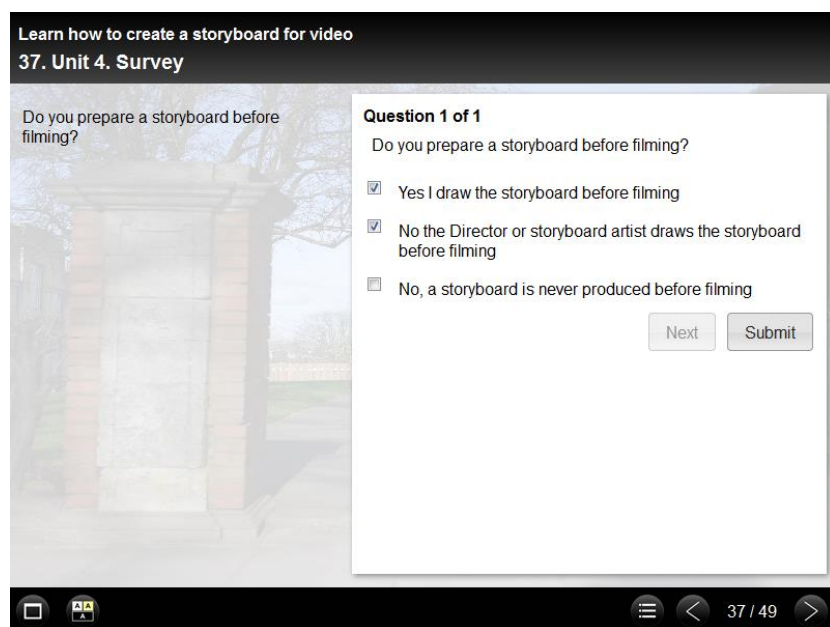 Learn how to create a storyboard for video
37. Unit 4. Survey
Do you prepare a storyboard before
filming?
Question 1 of 1
Do you prepare a storyboard before filming?
Yes I draw the storyboard before filming
No the Director or storyboard artist draws the storyboard
before filming
No, a storyboard is never produced before filming
Next Submit
A A
A
37 / 49